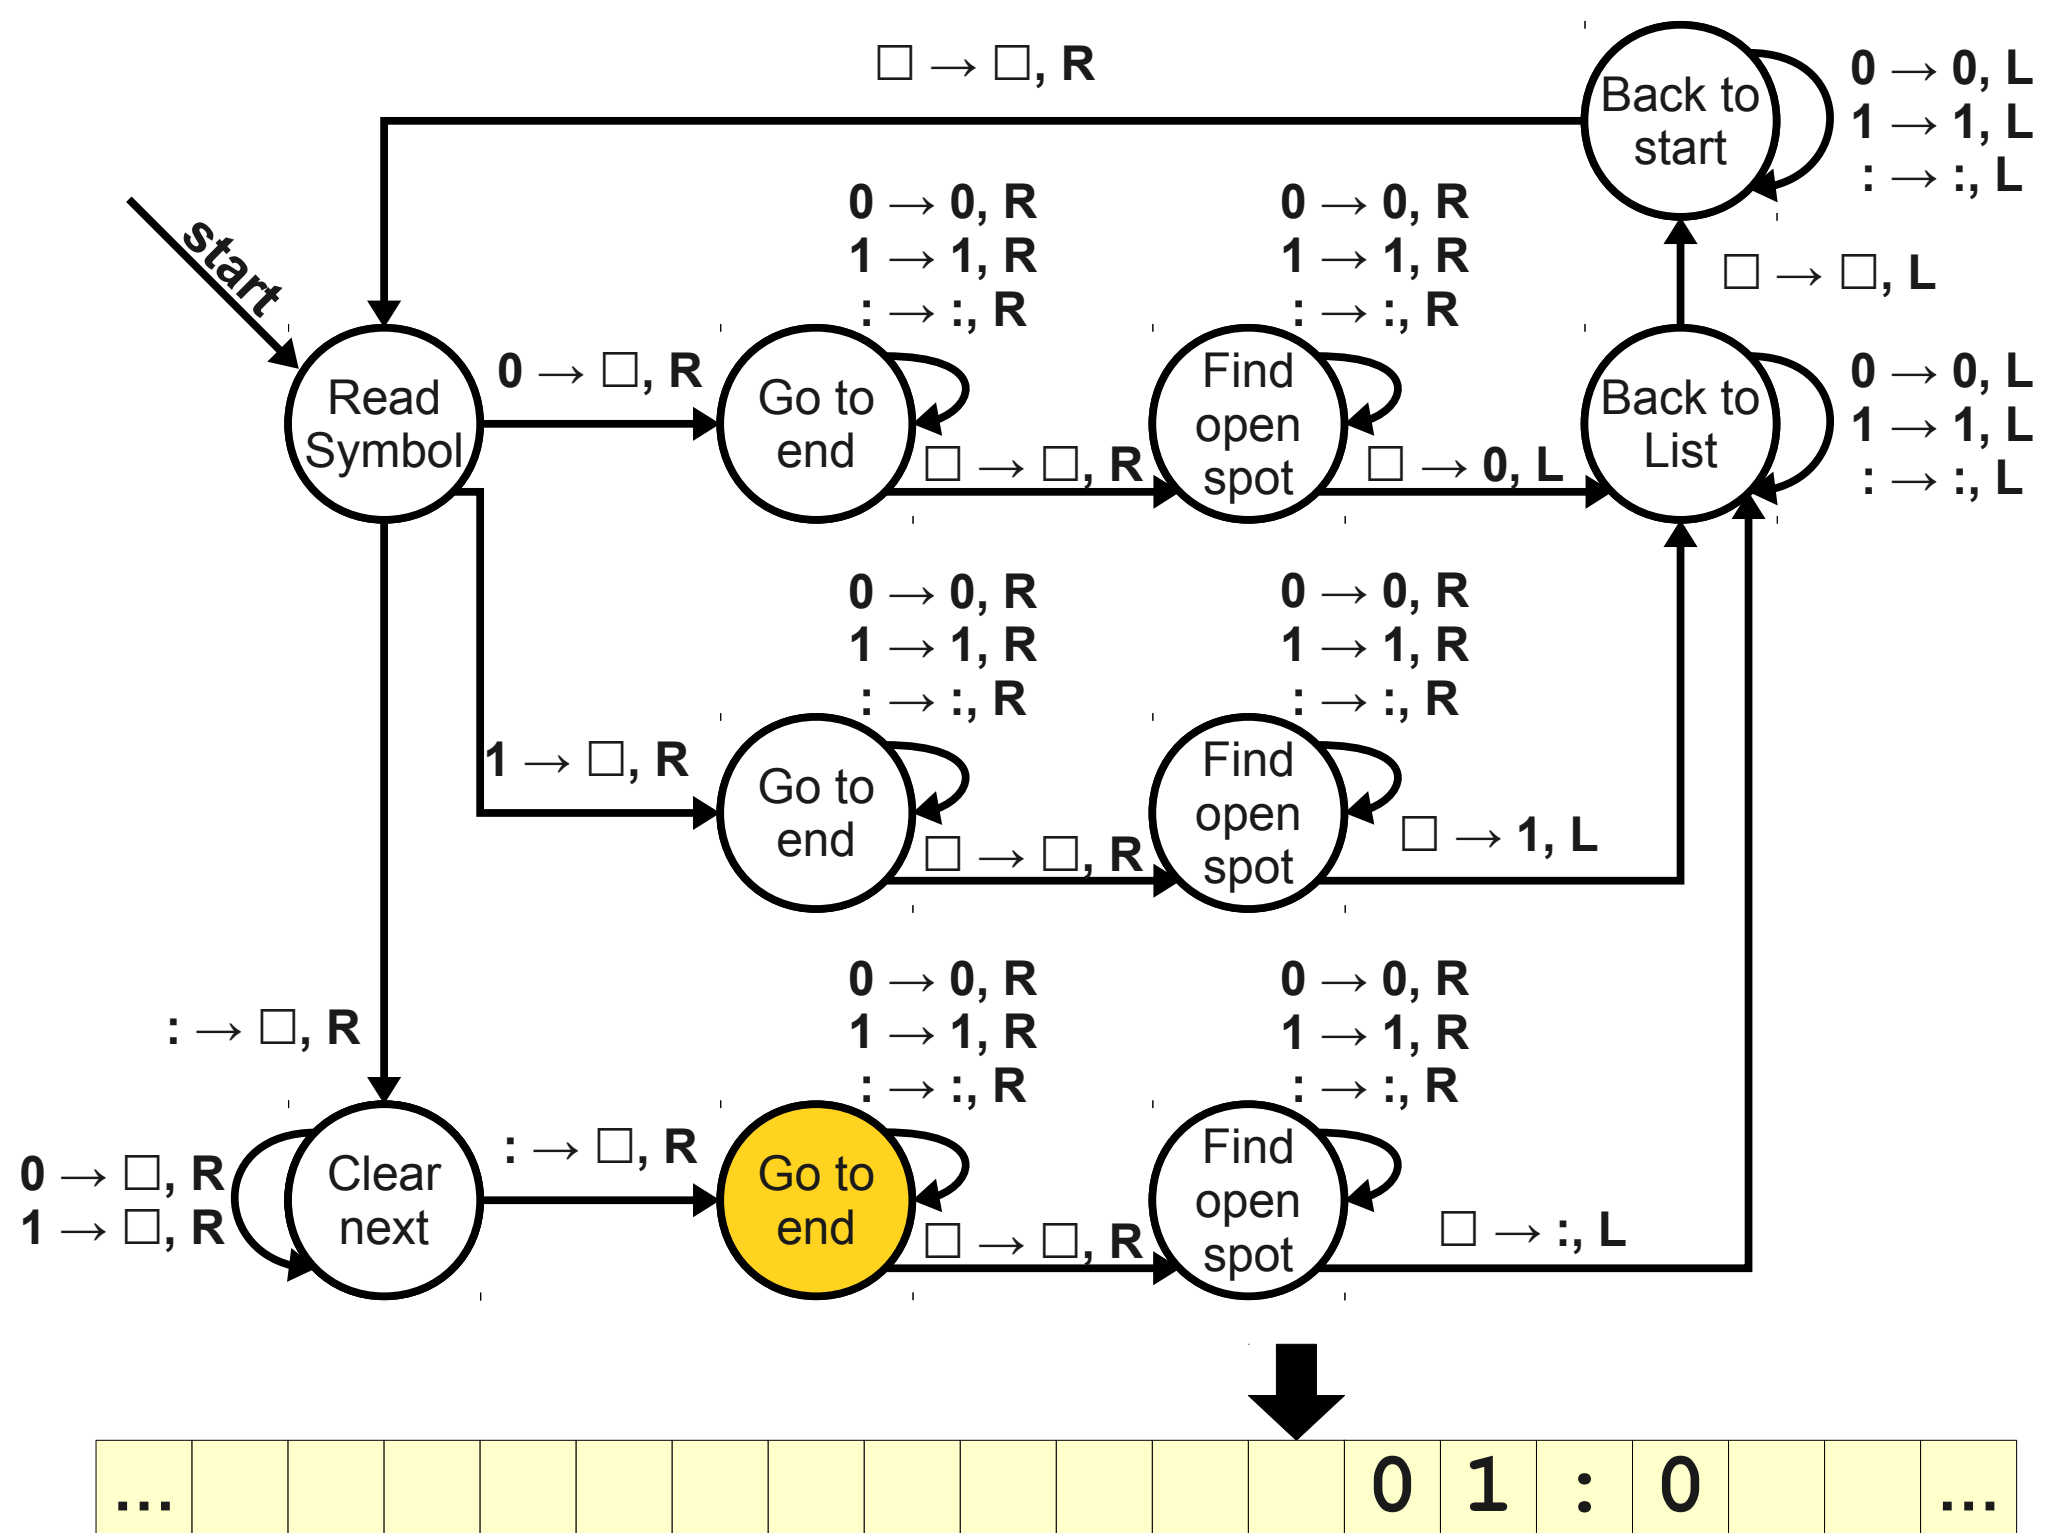 □ → □, R
Back to
start
0 → 0, L
1 → 1, L
: → :, L
start
0 → 0, R
1 → 1, R
: → :, R
0 → 0, R
1 → 1, R
: → :, R
□ → □, L
Read
Symbol
0 → □, R
Go to
end
□ → □, R
Find
open
spot
□ → 0, L
Back to
List
0 → 0, L
1 → 1, L
: → :, L
0 → 0, R
1 → 1, R
: → :, R
0 → 0, R
1 → 1, R
: → :, R
1 → □, R
Go to
end
□ → □, R
Find
open
spot
□ → 1, L
0 → 0, R
1 → 1, R
: → :, R
0 → 0, R
1 → 1, R
: → :, R
: → □, R
0 → □, R
1 → □, R
Clear
next
: → □, R
Go to
end
□ → □, R
Find
open
spot
□ → :, L
... 0 1 : 0 ...